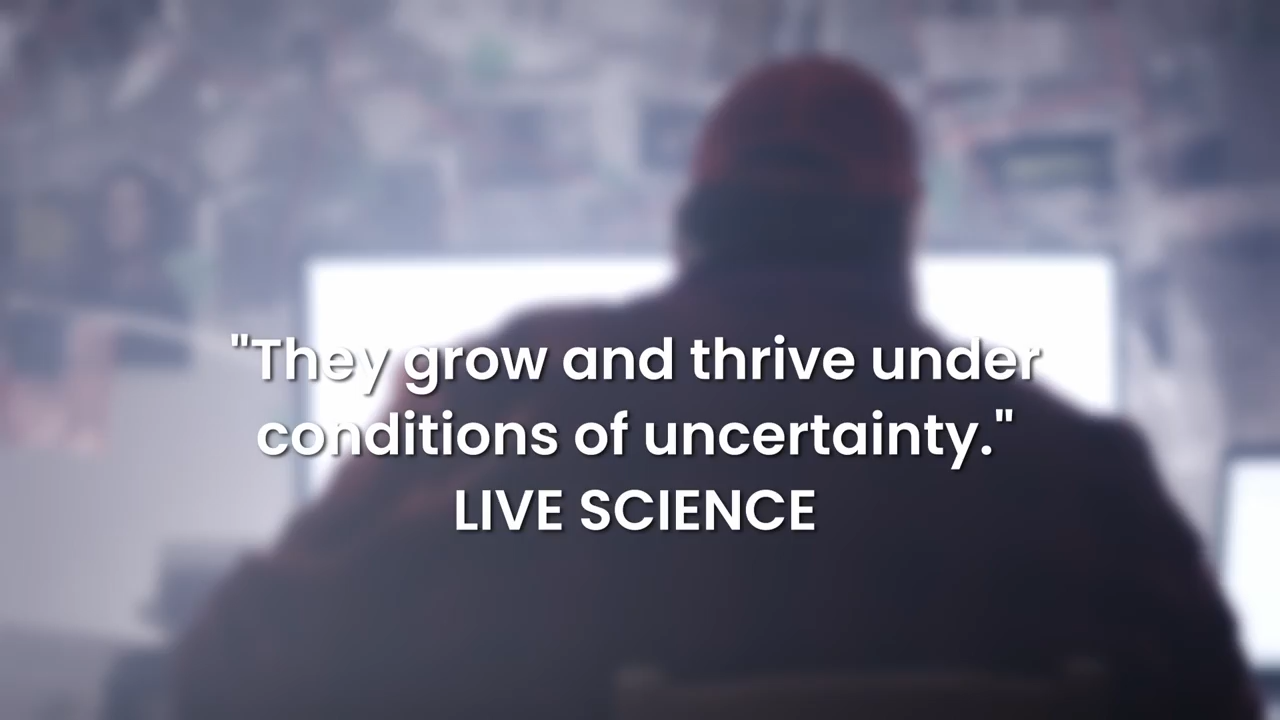 "They grow and thrive under
conditions of uncertainty."
LIVE SCIENCE